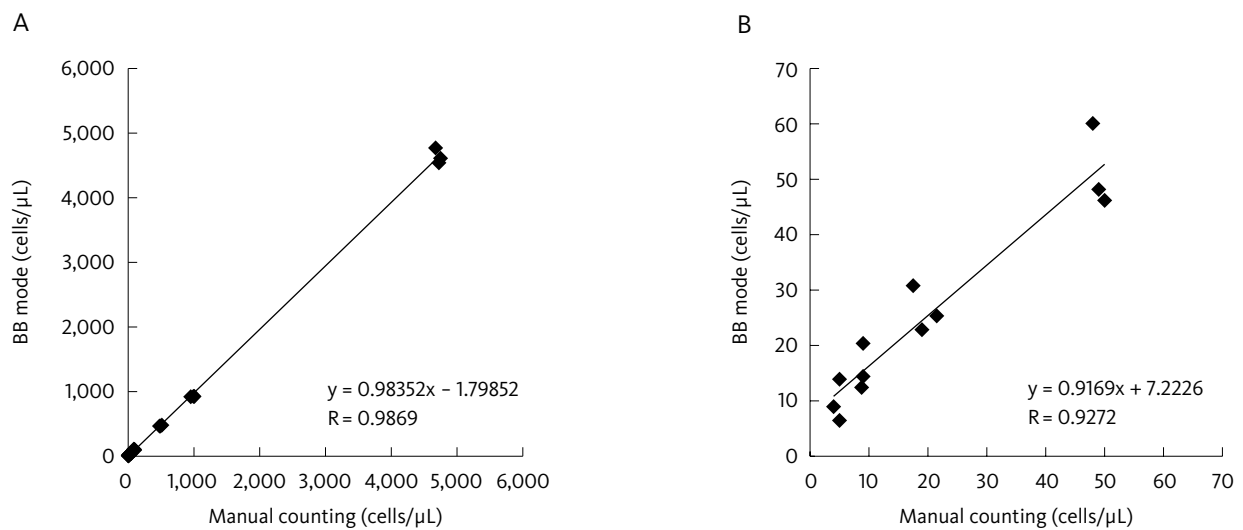 A
6,000
5,000
4,000
3,000
2,000
1,000
0
BB mode (cells/µL)
y = 0.98352x − 1.79852
R = 0.9869
0 1,000 2,000 3,000 4,000 5,000 6,000
Manual counting (cells/µL)
B
70
60
50
40
30
20
10
0
BB mode (cells/µL)
y = 0.9169x + 7.2226
R = 0.9272
0 10 20 30 40 50 60 70
Manual counting (cells/µL)